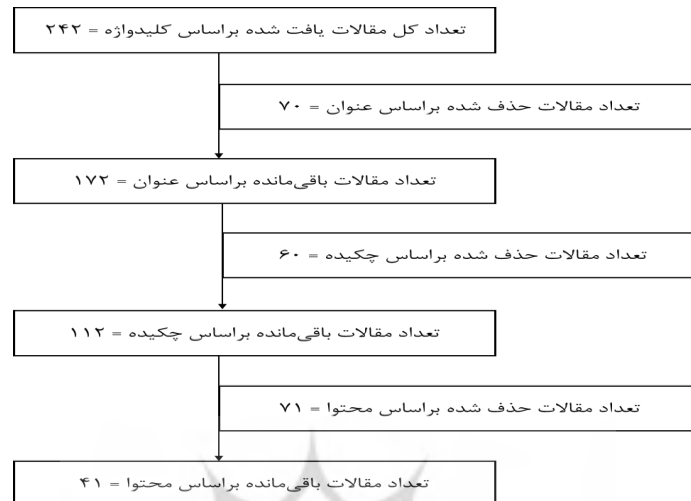 تعداد کل مقالات یافت شده براساس کلیدواژه = ۲۴۲
تعداد مقالات حذف شده براساس عنوان = ۷۰
تعداد مقالات باقی‌مانده براساس عنوان = ۱۷۲
تعداد مقالات حذف شده براساس چکیده = ۶۰
تعداد مقالات باقی‌مانده براساس چکیده = ۱۱۲
تعداد مقالات حذف شده براساس محتوا = ۷۱
تعداد مقالات باقی‌مانده براساس محتوا = ۴۱